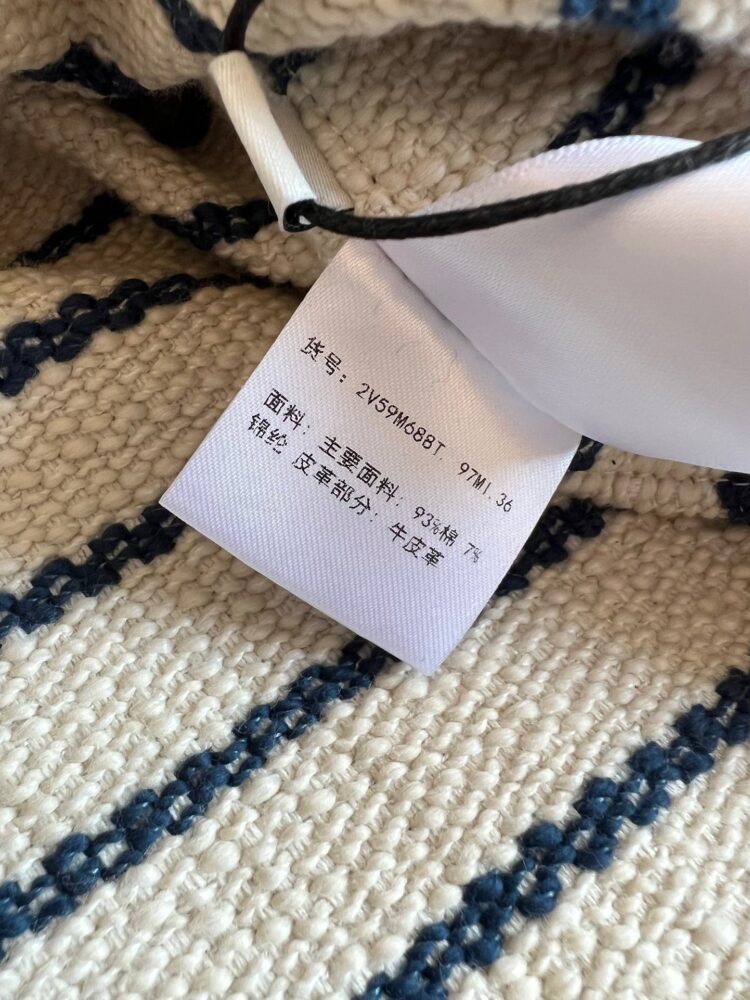 货号: 2V59M688T. 97M1.36
面料: 主要面料: 93%棉 7%
锦纶 皮革部分: 牛皮革